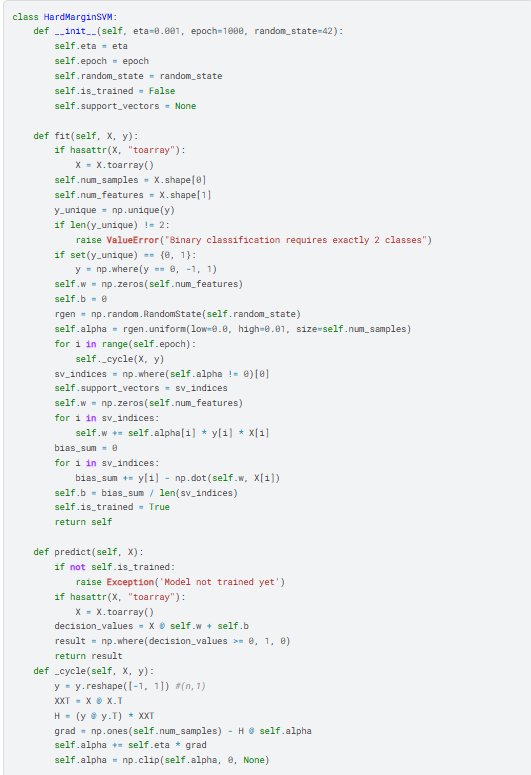 class HardMarginSVM:
    def __init__(self, eta=0.001, epoch=1000, random_state=42):
        self.eta = eta
        self.epoch = epoch
        self.random_state = random_state
        self.is_trained = False
        self.support_vectors = None

    def fit(self, X, y):
        if hasattr(X, "toarray"):
            X = X.toarray()
        self.num_samples = X.shape[0]
        self.num_features = X.shape[1]
        y_unique = np.unique(y)
        if len(y_unique) != 2:
            raise ValueError("Binary classification requires exactly 2 classes")
        if set(y_unique) == {0, 1}:
            y = np.where(y == 0, -1, 1)
        self.w = np.zeros(self.num_features)
        self.b = 0
        rgen = np.random.RandomState(self.random_state)
        self.alpha = rgen.uniform(low=0.0, high=0.01, size=self.num_samples)
        for i in range(self.epoch):
            self._cycle(X, y)
        sv_indices = np.where(self.alpha != 0)[0]
        self.support_vectors = sv_indices
        self.w = np.zeros(self.num_features)
        for i in sv_indices:
            self.w += self.alpha[i] * y[i] * X[i]
        bias_sum = 0
        for i in sv_indices:
            bias_sum += y[i] - np.dot(self.w, X[i])
        self.b = bias_sum / len(sv_indices)
        self.is_trained = True
        return self

    def predict(self, X):
        if not self.is_trained:
            raise Exception('Model not trained yet')
        if hasattr(X, "toarray"):
            X = X.toarray()
        decision_values = X @ self.w + self.b
        result = np.where(decision_values >= 0, 1, 0)
        return result
    def _cycle(self, X, y):
        y = y.reshape([-1, 1]) #(n,1)
        XXT = X @ X.T
        H = (y @ y.T) * XXT
        grad = np.ones(self.num_samples) - H @ self.alpha
        self.alpha += self.eta * grad
        self.alpha = np.clip(self.alpha, 0, None)